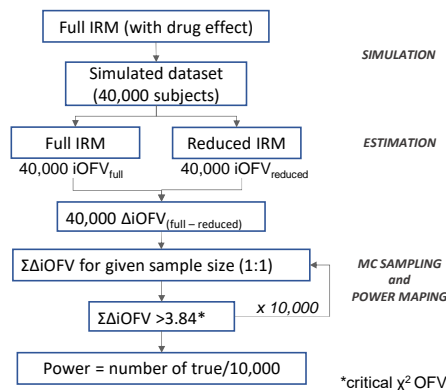 Full IRM (with drug effect)
SIMULATION
Simulated dataset
(40,000 subjects)
Full IRM
Reduced IRM
ESTIMATION
40,000 iOFVfull
40,000 iOFVreduced
40,000 ΔiOFV(full – reduced)
ΣΔiOFV for given sample size (1:1)
MC SAMPLING
and
POWER MAPING
ΣΔiOFV >3.84*
x 10,000
Power = number of true/10,000
*critical χ² OFV